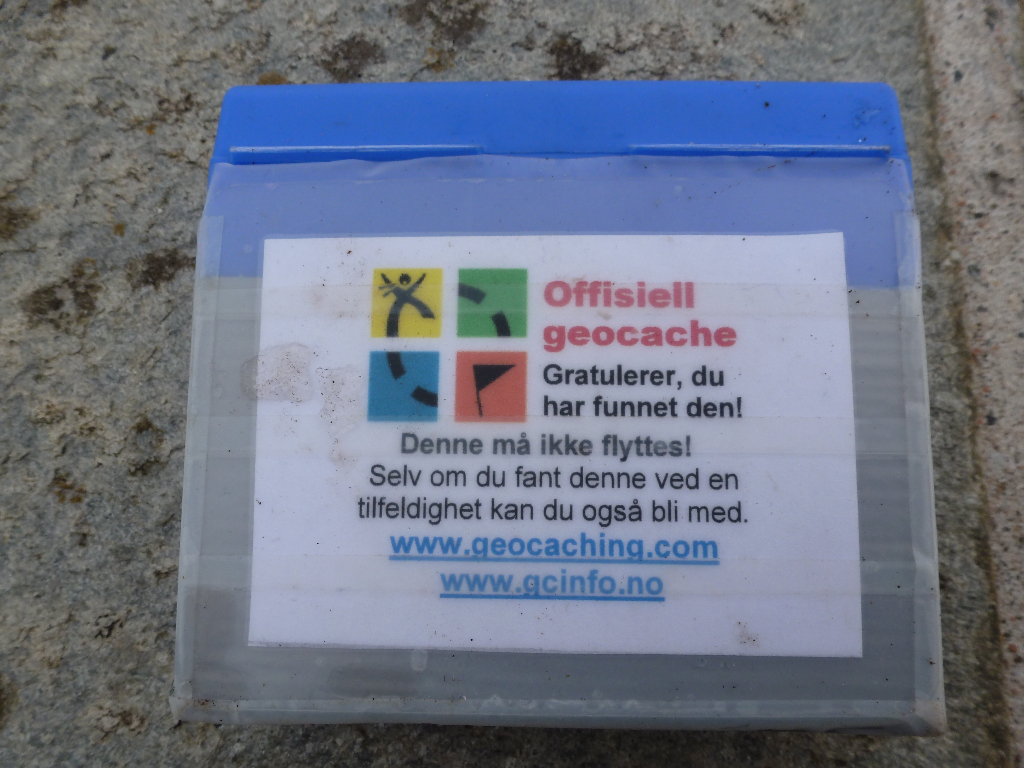 Offisiell
geocache
Gratulerer, du
har funnet den!
Denne må ikke flyttes!
Selv om du fant denne ved en
tilfeldighet kan du også bli med.
www.geocaching.com
www.gcinfo.no